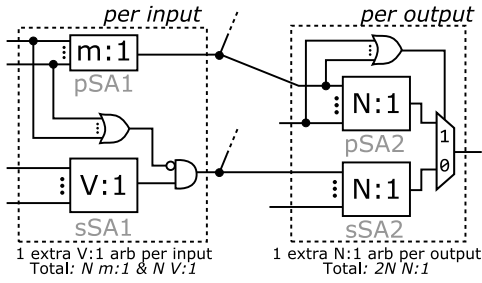 per input
per output
m:1
pSA1
V:1
sSA1
N:1
pSA2
N:1
sSA2
1
0
1 extra V:1 arb per input
Total: N m:1 & N V:1
1 extra N:1 arb per output
Total: 2N N:1